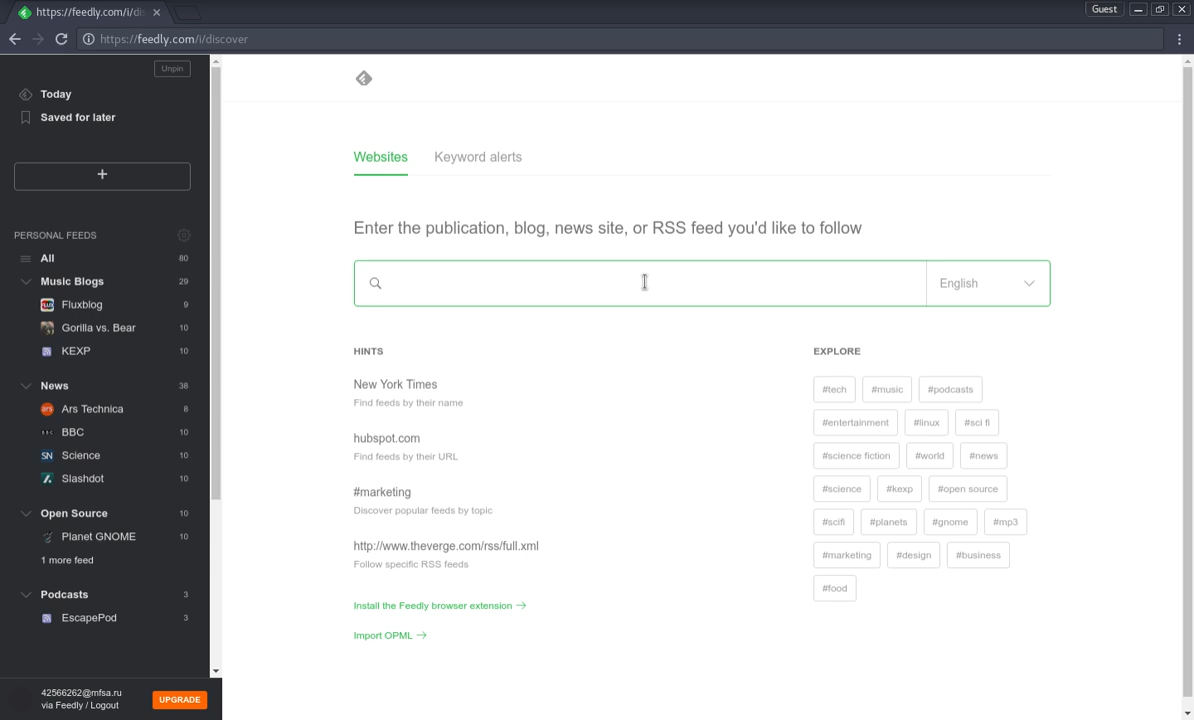 https://feedly.com/i/di
Guest
https://feedly.com/i/discover
Unpin
Today
Saved for later
+
PERSONAL FEEDS
All 80
Music Blogs 29
Fluxblog 9
Gorilla vs. Bear 10
KEXP 10
News 38
Ars Technica 8
BBC 10
Science 10
Slashdot 10
Open Source 10
Planet GNOME 10
1 more feed
Podcasts 3
EscapePod 3
42566262@mfsa.ru
via Feedly / Logout
UPGRADE
Websites Keyword alerts
Enter the publication, blog, news site, or RSS feed you'd like to follow
English
HINTS
New York Times
Find feeds by their name
hubspot.com
Find feeds by their URL
#marketing
Discover popular feeds by topic
http://www.theverge.com/rss/full.xml
Follow specific RSS feeds
Install the Feedly browser extension →
Import OPML →
EXPLORE
#tech #music #podcasts
#entertainment #linux #sci fi
#science fiction #world #news
#science #kexp #open source
#scifi #planets #gnome #mp3
#marketing #design #business
#food